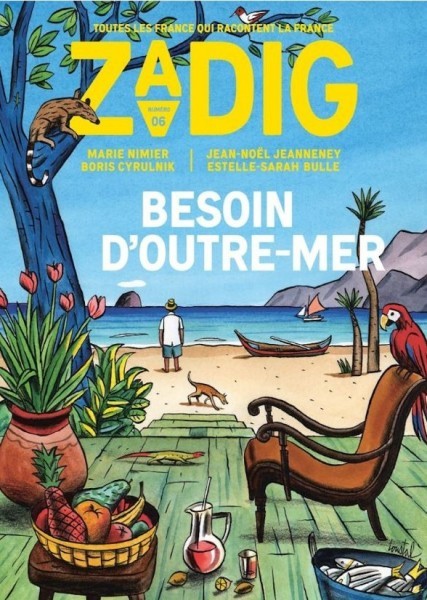 TOUTES LES FRANCE QUI RACONTENT LA FRANCE
ZADIG
NUMÉRO
06
MARIE NIMIER
BORIS CYRULNIK
JEAN-NOËL JEANNENEY
ESTELLE-SARAH BULLE
BESOIN
D'OUTRE-MER
Loustal